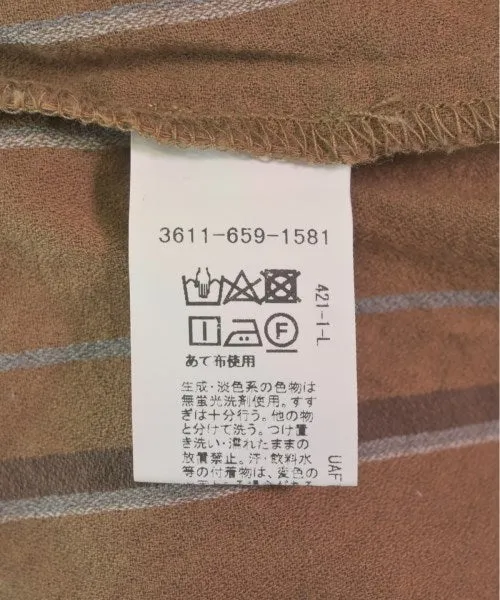 3611-659-1581
F
あて布使用
生成・淡色系の色物は
無蛍光洗剤使用。すす
ぎは十分行う。他の物
と分けて洗う。つけ置
き洗い・濡れたままの
放置禁止。汗・飲料水
等の付着物は、変色の
421-I-L
UAF